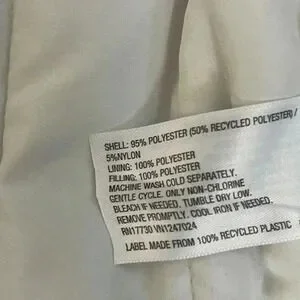 SHELL: 95% POLYESTER (50% RECYCLED POLYESTER) /
5%NYLON
LINING: 100% POLYESTER
FILLING: 100% POLYESTER
MACHINE WASH COLD SEPARATELY.
GENTLE CYCLE. ONLY NON-CHLORINE
BLEACH IF NEEDED. TUMBLE DRY LOW.
REMOVE PROMPTLY. COOL IRON IF NEEDED.
RN17730 VN1247024
LABEL MADE FROM 100% RECYCLED PLASTIC